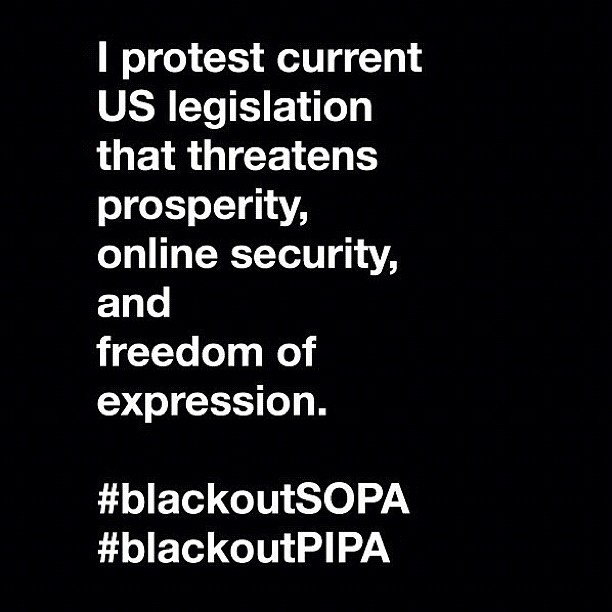 I protest current
US legislation
that threatens
prosperity,
online security,
and
freedom of
expression.
#blackoutSOPA
#blackoutPIPA